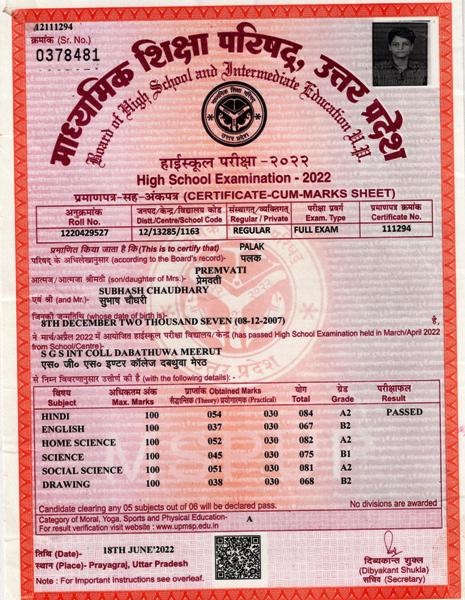 12111294
क्रमांक (Sr. No.)
0378481
माध्यमिक शिक्षा परिषद्, उत्तर प्रदेश
Board of High School and Intermediate Education U.P.
हाईस्कूल परीक्षा -२०२२
High School Examination - 2022
प्रमाणपत्र-सह-अंकपत्र (CERTIFICATE-CUM-MARKS SHEET)
अनुक्रमांक जनपद/केन्द्र/विद्यालय कोड संस्थागत/व्यक्तिगत परीक्षा प्रवर्ग प्रमाणपत्र क्रमांक
Roll No. Distt./Centre/School Code Regular / Private Exam. Type Certificate No.
1220429527 12/13285/1163 REGULAR FULL EXAM 111294
प्रमाणित किया जाता है कि(This is to certify that) PALAK
परिषद् के अभिलेखानुसार (according to the Board's record)- पलक
PREMVATI
आत्मज/आत्मजा श्रीमती (son/daughter of Mrs.)- प्रेमवती
SUBHASH CHAUDHARY
एवं श्री (and Mr.)- सुभाष चौधरी
जिनकी जन्मतिथि (whose date of birth is)-
8TH DECEMBER TWO THOUSAND SEVEN (08-12-2007) है,
ने मार्च/अप्रैल 2022 में आयोजित हाईस्कूल परीक्षा विद्यालय/केन्द्र (has passed High School Examination held in March/April 2022
from School/Centre)-
S G S INT COLL DABATHUWA MEERUT
एस० जी० एस० इण्टर कॉलेज दबथुवा मेरठ
से निम्न विवरणानुसार उत्तीर्ण की है (with the following details): -
विषय अधिकतम अंक प्राप्तांक Obtained Marks योग ग्रेड परीक्षाफल
Subject Max. Marks सैद्धान्तिक (Theory) प्रयोगात्मक (Practical) Total Grade Result
HINDI 100 054 030 084 A2 PASSED
ENGLISH 100 037 030 067 B2
HOME SCIENCE 100 052 030 082 A2
SCIENCE 100 045 030 075 B1
SOCIAL SCIENCE 100 051 030 081 A2
DRAWING 100 038 030 068 B2
Candidate clearing any 05 subjects out of 06 will be declared pass. No divisions are awarded
Category of Moral, Yoga, Sports and Physical Education- A
For result verification visit website : www.upmsp.edu.in
तिथि (Date)- 18TH JUNE'2022
स्थान (Place)- Prayagraj, Uttar Pradesh
दिव्यकान्त शुक्ल
(Dibyakant Shukla)
सचिव (Secretary)
Note : For Important Instructions see overleaf.